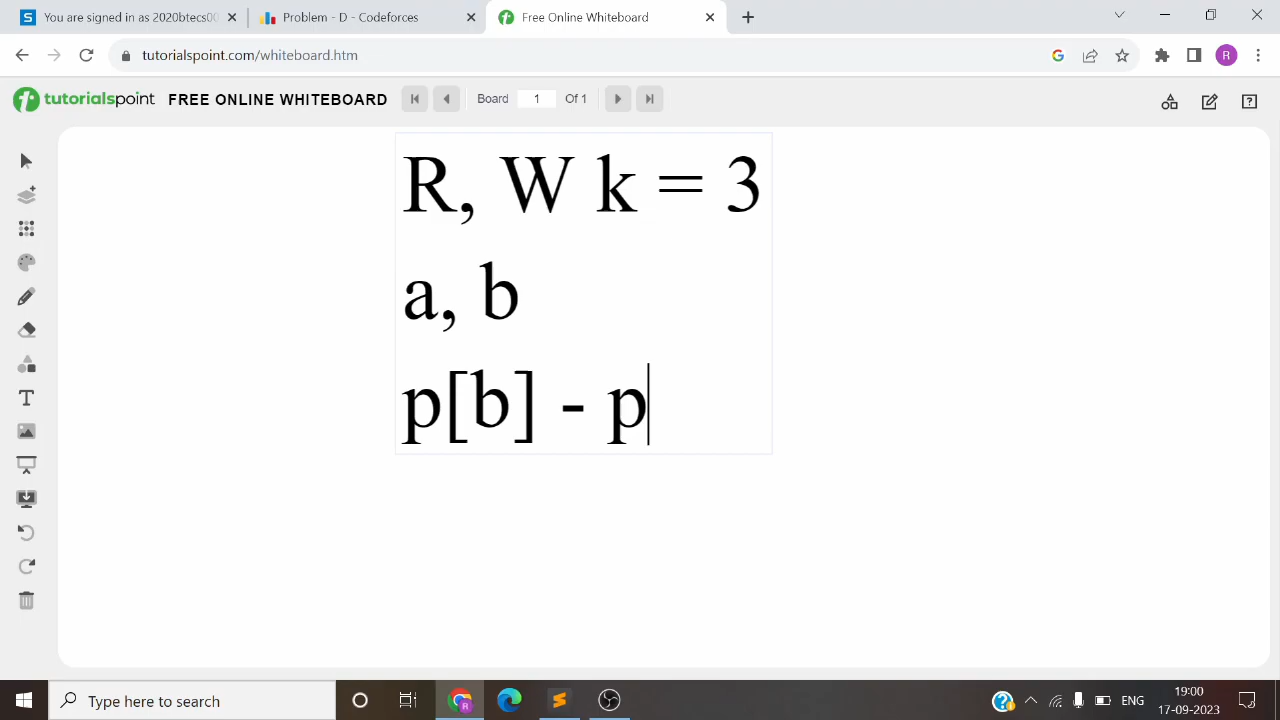 You are signed in as 2020btecs00
Problem - D - Codeforces
Free Online Whiteboard
tutorialspoint.com/whiteboard.htm
R
tutorialspoint FREE ONLINE WHITEBOARD
Board 1 Of 1
R, W k = 3
a, b
p[b] - p
Type here to search
ENG
19:00
17-09-2023